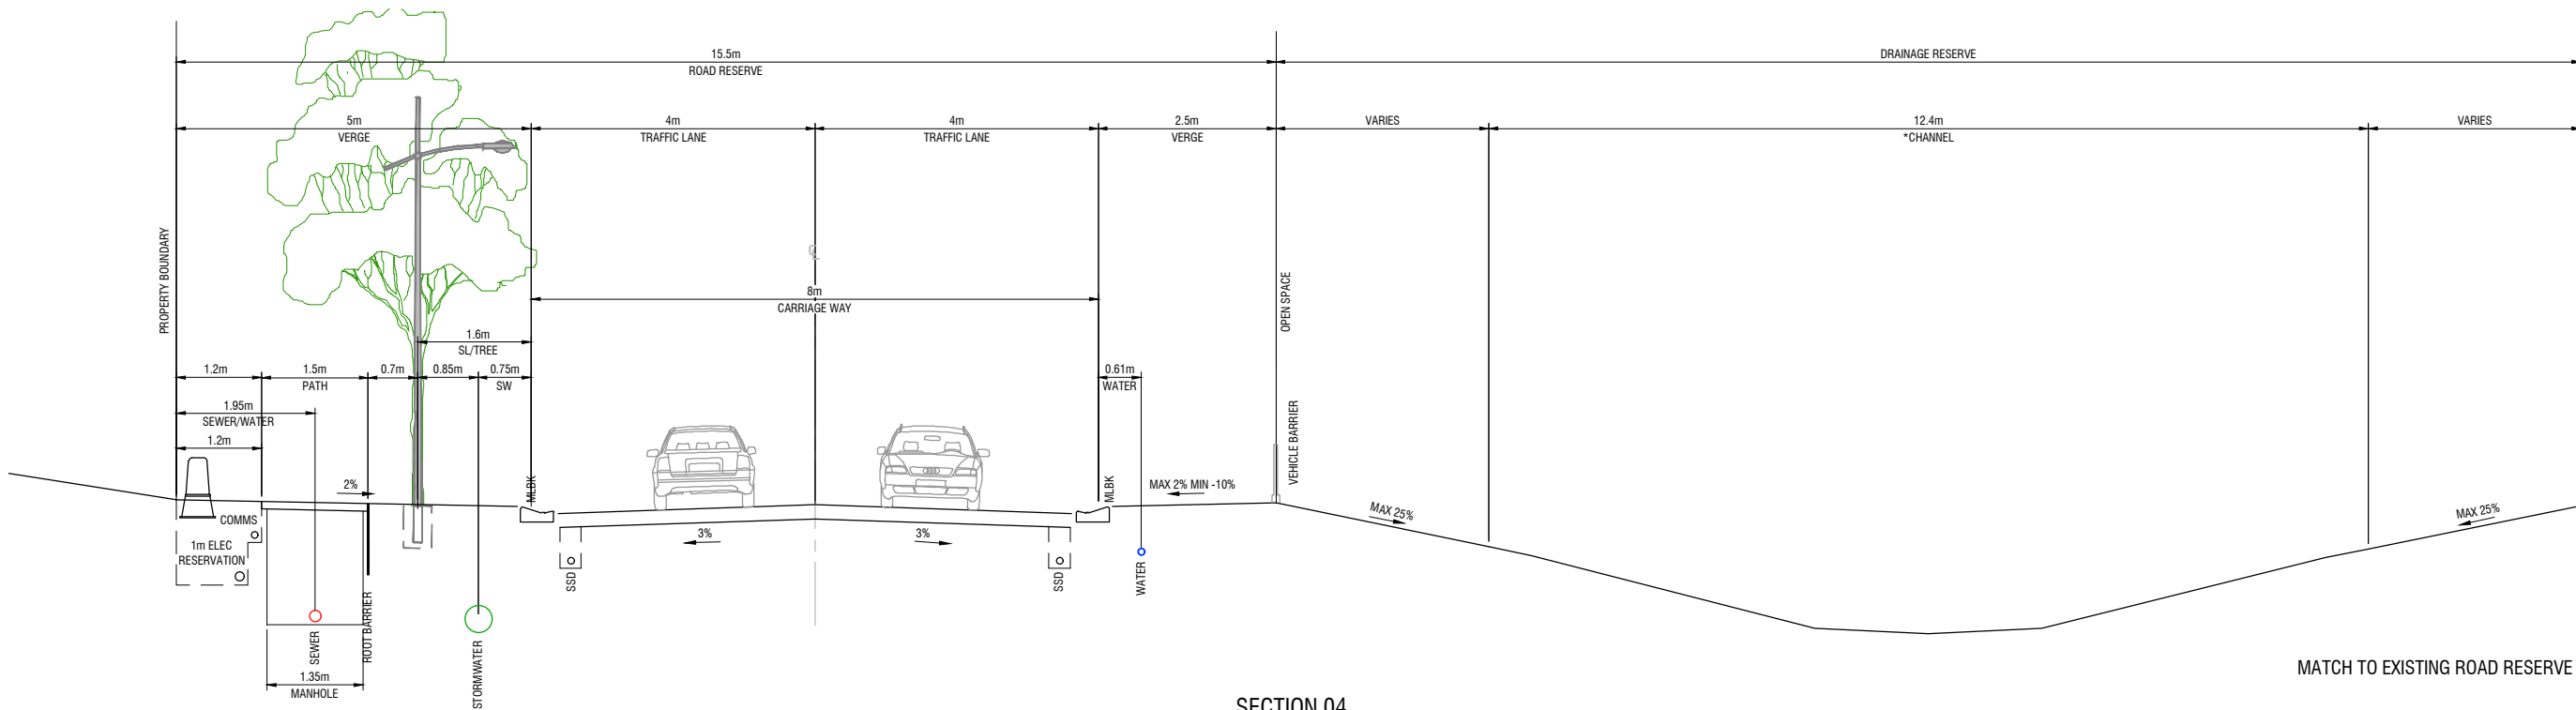 15.5m
ROAD RESERVE
DRAINAGE RESERVE
5m
VERGE
4m
TRAFFIC LANE
4m
TRAFFIC LANE
2.5m
VERGE
VARIES
12.4m
*CHANNEL
VARIES
PROPERTY BOUNDARY
OPEN SPACE
8m
CARRIAGE WAY
1.6m
SL/TREE
1.2m
1.5m
PATH
0.7m
0.85m
0.75m
SW
0.61m
WATER
1.95m
SEWER/WATER
1.2m
VEHICLE BARRIER
2%
MLBK
MLBK
MAX 2% MIN -10%
MAX 25%
MAX 25%
COMMS
1m ELEC
RESERVATION
3%
3%
SSD
SSD
WATER
ROOT BARRIER
SEWER
STORMWATER
1.35m
MANHOLE
MATCH TO EXISTING ROAD RESERVE
SECTION 04